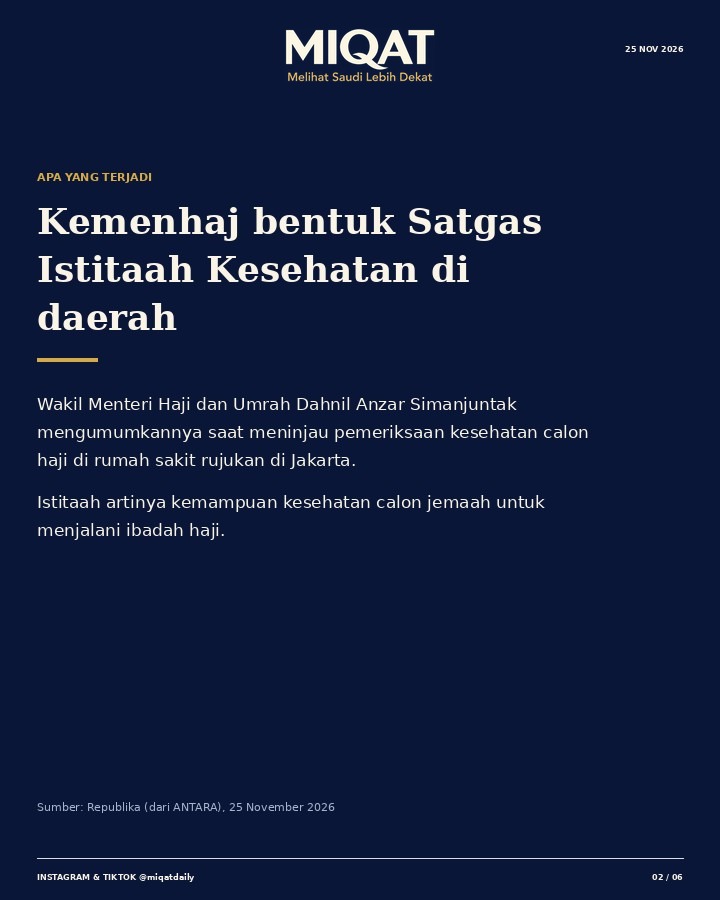 MIQAT
Melihat Saudi Lebih Dekat
25 NOV 2026
APA YANG TERJADI
Kemenhaj bentuk Satgas
Istitaah Kesehatan di
daerah
Wakil Menteri Haji dan Umrah Dahnil Anzar Simanjuntak
mengumumkannya saat meninjau pemeriksaan kesehatan calon
haji di rumah sakit rujukan di Jakarta.
Istitaah artinya kemampuan kesehatan calon jemaah untuk
menjalani ibadah haji.
Sumber: Republika (dari ANTARA), 25 November 2026
INSTAGRAM & TIKTOK @miqatdaily
02 / 06